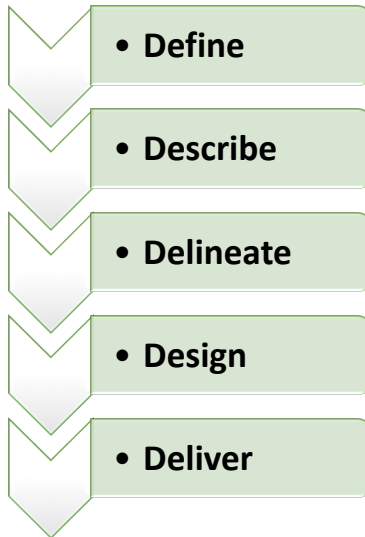 • Define
• Describe
• Delineate
• Design
• Deliver